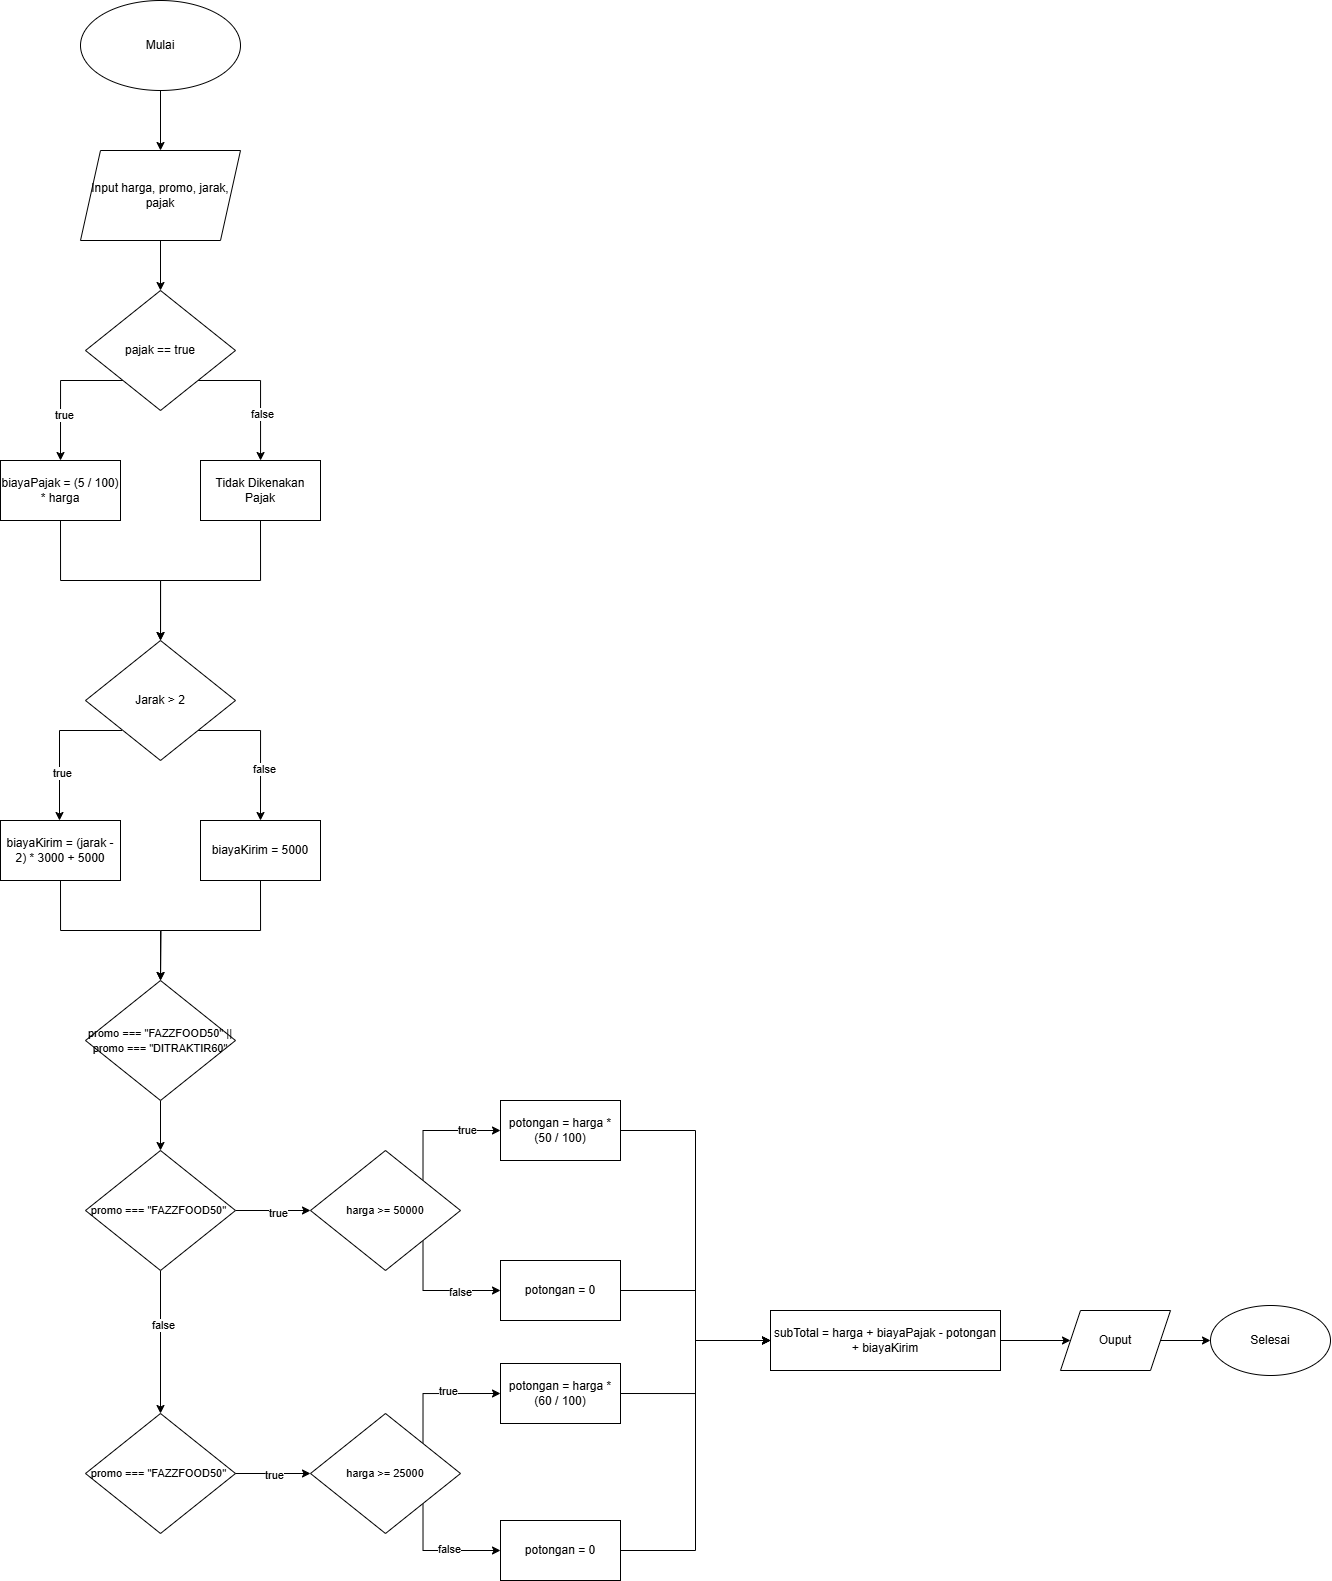 Mulai
Input harga, promo, jarak,
pajak
pajak == true
true
false
biayaPajak = (5 / 100)
* harga
Tidak Dikenakan
Pajak
Jarak > 2
true
false
biayaKirim = (jarak -
2) * 3000 + 5000
biayaKirim = 5000
promo === "FAZZFOOD50" ||
promo === "DITRAKTIR60"
promo === "FAZZFOOD50"
true
harga >= 50000
true
potongan = harga *
(50 / 100)
false
potongan = 0
false
promo === "FAZZFOOD50"
true
harga >= 25000
true
potongan = harga *
(60 / 100)
false
potongan = 0
subTotal = harga + biayaPajak - potongan
+ biayaKirim
Ouput
Selesai